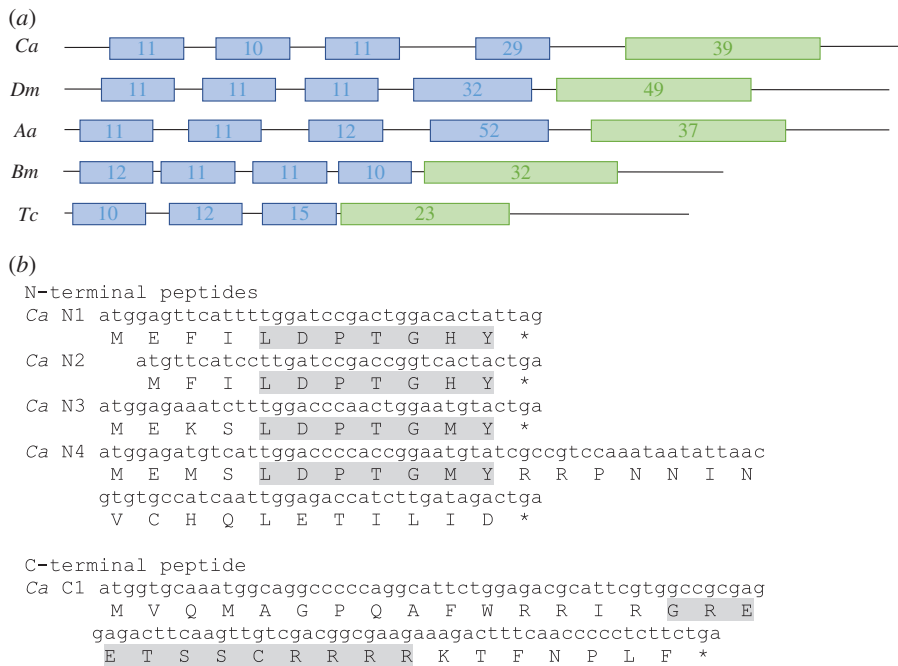 (a)
Ca 11 10 11 29 39
Dm 11 11 11 32 49
Aa 11 11 12 52 37
Bm 12 11 11 10 32
Tc 10 12 15 23
(b)
N-terminal peptides
Ca N1 atggagttcattttggatccgactggacactattag
M E F I L D P T G H Y *
Ca N2 atgttcatccttgatccgaccggtcactactga
M F I L D P T G H Y *
Ca N3 atggagaaatctttggacccaactggaatgtactga
M E K S L D P T G M Y *
Ca N4 atggagatgtcattggaccccaccggaatgtatcgccgtccaaataatattaac
M E M S L D P T G M Y R R P N N I N
gtgtgccatcaattggagaccatcttgatagactga
V C H Q L E T I L I D *
C-terminal peptide
Ca C1 atggtgcaaatggcaggcccccaggcattctggagacgcattcgtggccgcgag
M V Q M A G P Q A F W R R I R G R E
gagacttcaagttgtcgacggcgaagaaagactttcaaccccctcttctga
E T S S C R R R R K T F N P L F *